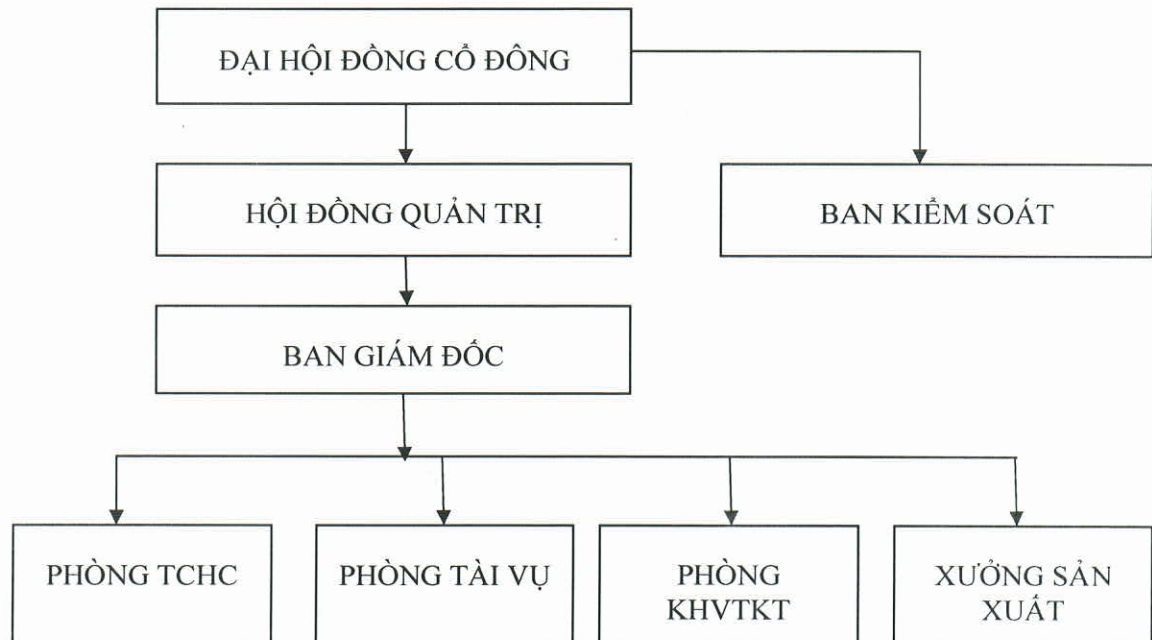 ĐẠI HỘI ĐỒNG CỔ ĐÔNG
HỘI ĐỒNG QUẢN TRỊ
BAN KIỂM SOÁT
BAN GIÁM ĐỐC
PHÒNG TCHC
PHÒNG TÀI VỤ
PHÒNG
KHVTKT
XƯỞNG SẢN
XUẤT